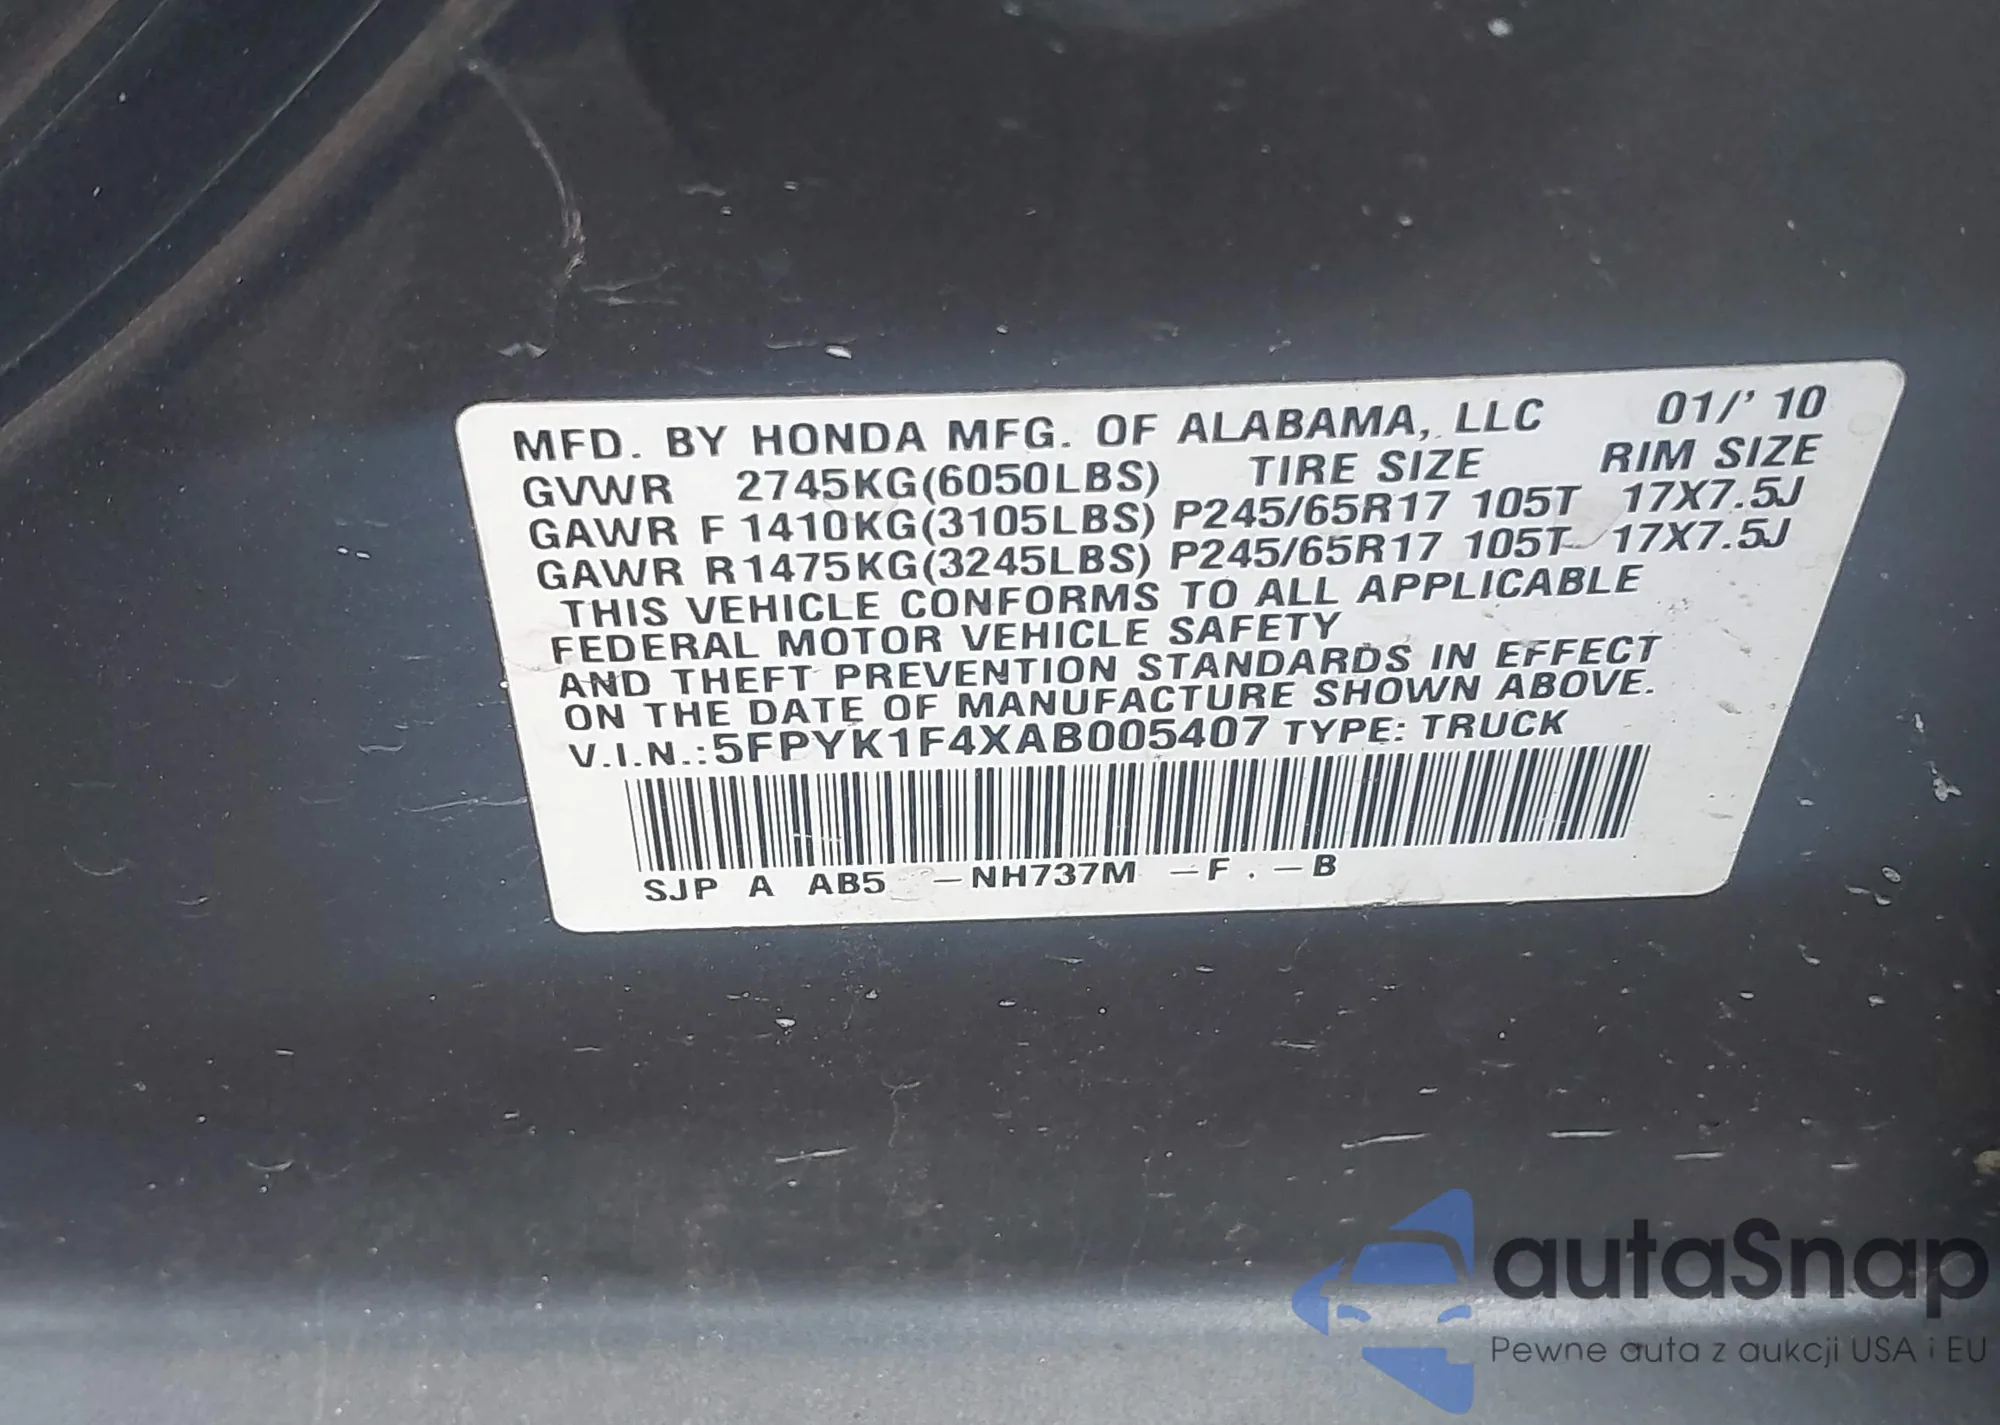 MFD. BY HONDA MFG. OF ALABAMA, LLC 01/'10
GVWR 2745KG(6050LBS) TIRE SIZE RIM SIZE
GAWR F 1410KG(3105LBS) P245/65R17 105T 17X7.5J
GAWR R 1475KG(3245LBS) P245/65R17 105T 17X7.5J
THIS VEHICLE CONFORMS TO ALL APPLICABLE
FEDERAL MOTOR VEHICLE SAFETY
AND THEFT PREVENTION STANDARDS IN EFFECT
ON THE DATE OF MANUFACTURE SHOWN ABOVE.
V.I.N.:5FPYK1F4XAB005407 TYPE: TRUCK
SJP A AB5 -NH737M -F . -B
autaSnap
Pewne auta z aukcji USA i EU